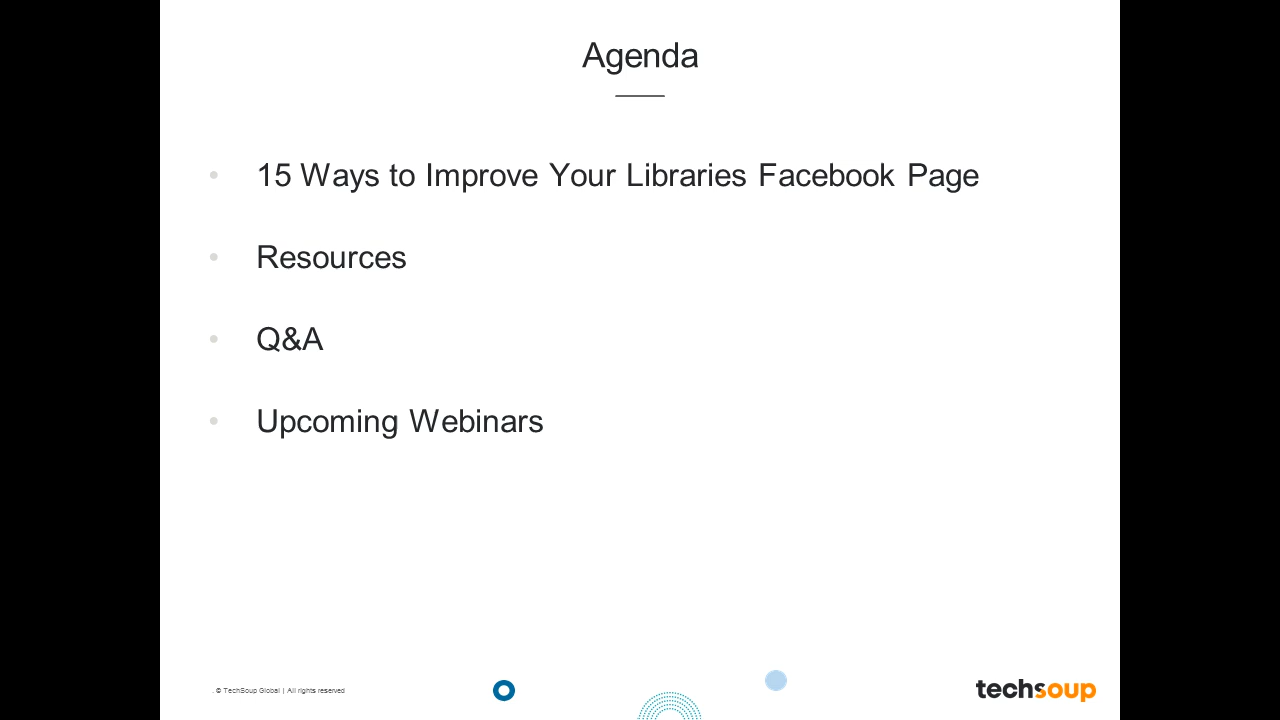 Agenda
• 15 Ways to Improve Your Libraries Facebook Page
• Resources
• Q&A
• Upcoming Webinars
. © TechSoup Global | All rights reserved
techsoup